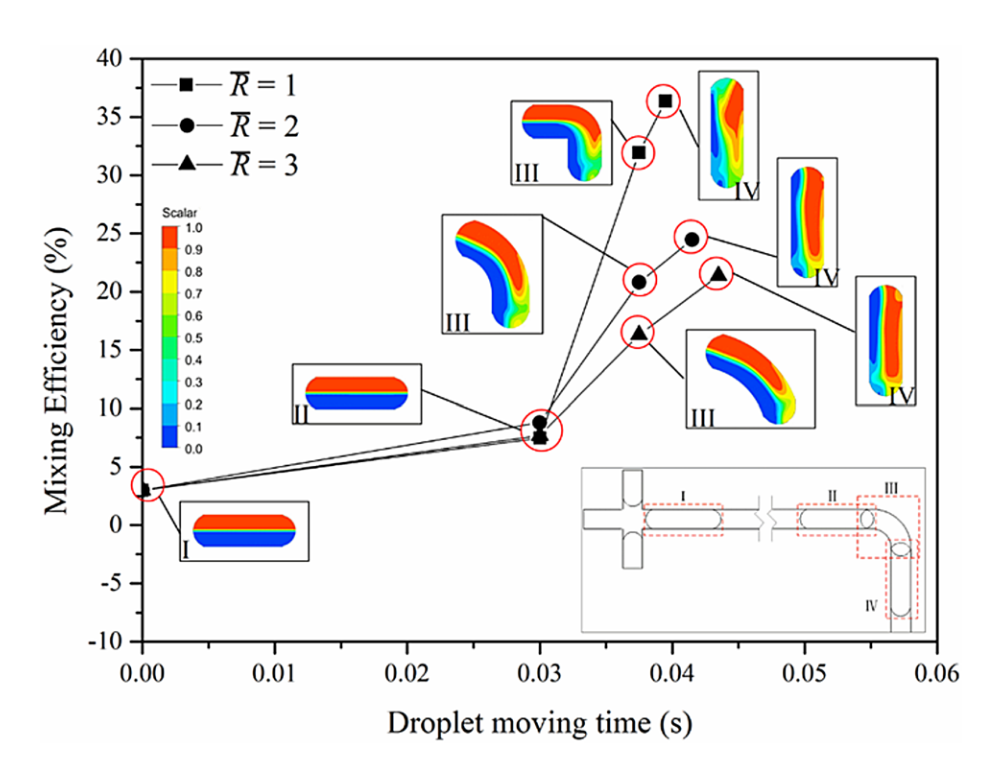 40
35
30
25
20
15
10
5
0
-5
-10
Mixing Efficiency (%)
R̅ = 1
R̅ = 2
R̅ = 3
Scalar
1.0
0.9
0.8
0.7
0.6
0.5
0.4
0.3
0.2
0.1
0.0
III
IV
III
IV
II
III
IV
I
I
II
III
IV
0.00 0.01 0.02 0.03 0.04 0.05 0.06
Droplet moving time (s)